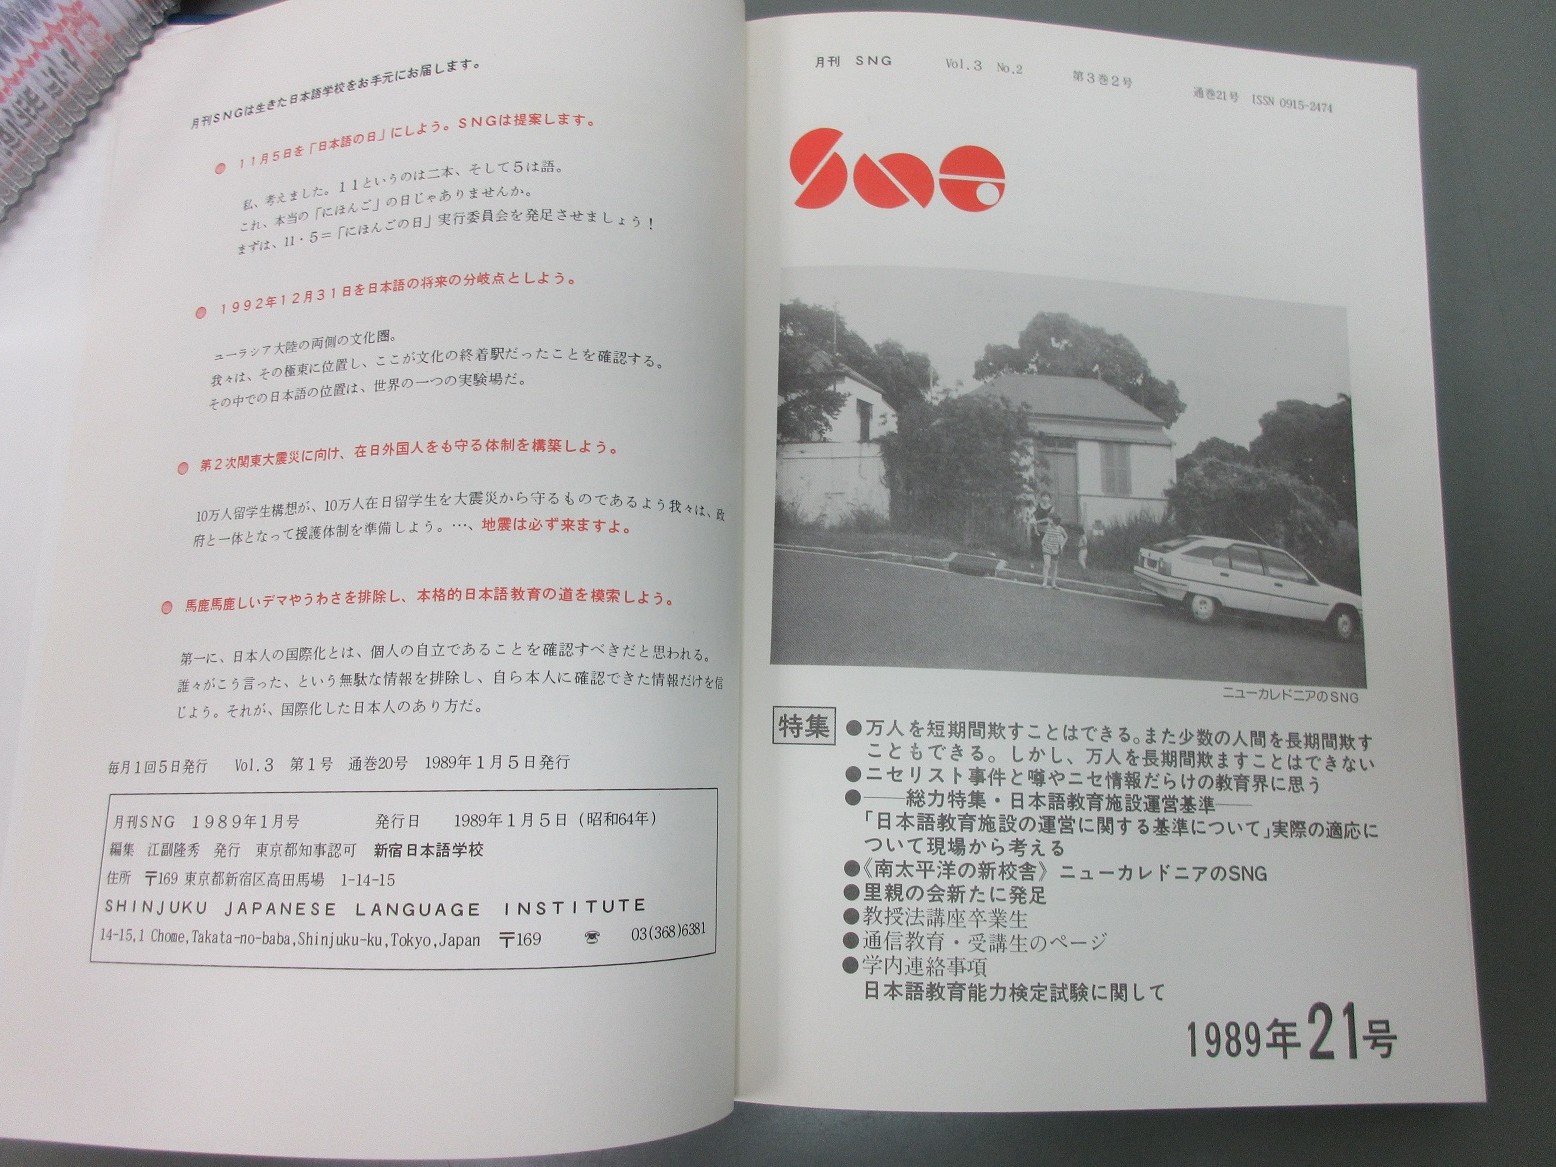 月刊SNGは生きた日本語学校をお手元にお届します。
11月5日を「日本語の日」にしよう。SNGは提案します。
私、考えました。11というのは二本、そして5は語。
これ、本当の「にほんご」の日じゃありませんか。
まずは、11・5=「にほんごの日」実行委員会を発足させましょう!
1992年12月31日を日本語の将来の分岐点としよう。
ユーラシア大陸の両側の文化圏。
我々は、その極東に位置し、ここが文化の終着駅だったことを確認する。
その中での日本語の位置は、世界の一つの実験場だ。
第2次関東大震災に向け、在日外国人をも守る体制を構築しよう。
10万人留学生構想が、10万人在日留学生を大震災から守るものであるよう我々は、政
府と一体となって援護体制を準備しよう。…、地震は必ず来ますよ。
馬鹿馬鹿しいデマやうわさを排除し、本格的日本語教育の道を模索しよう。
第一に、日本人の国際化とは、個人の自立であることを確認すべきだと思われる。
誰々がこう言った、という無駄な情報を排除し、自ら本人に確認できた情報だけを信
じよう。それが、国際化した日本人のあり方だ。
毎月1回5日発行 Vol.3 第1号 通巻20号 1989年1月5日発行
月刊SNG 1989年1月号 発行日 1989年1月5日(昭和64年)
編集 江副隆秀 発行 東京都知事認可 新宿日本語学校
住所 〒169 東京都新宿区高田馬場 1-14-15
SHINJUKU JAPANESE LANGUAGE INSTITUTE
14-15,1 Chome,Takata-no-baba,Shinjuku-ku,Tokyo,Japan 〒169 ☎ 03(368)6381
月刊 SNG Vol.3 No.2 第3巻2号 通巻21号 ISSN 0915-2474
SNG
ニューカレドニアのSNG
特集
●万人を短期間欺すことはできる。また少数の人間を長期間欺す
こともできる。しかし、万人を長期間欺ますことはできない
●ニセリスト事件と噂やニセ情報だらけの教育界に思う
●――総力特集・日本語教育施設運営基準――
「日本語教育施設の運営に関する基準について」実際の適応に
ついて現場から考える
●《南太平洋の新校舎》ニューカレドニアのSNG
●里親の会新たに発足
●教授法講座卒業生
●通信教育・受講生のページ
●学内連絡事項
日本語教育能力検定試験に関して
1989年21号